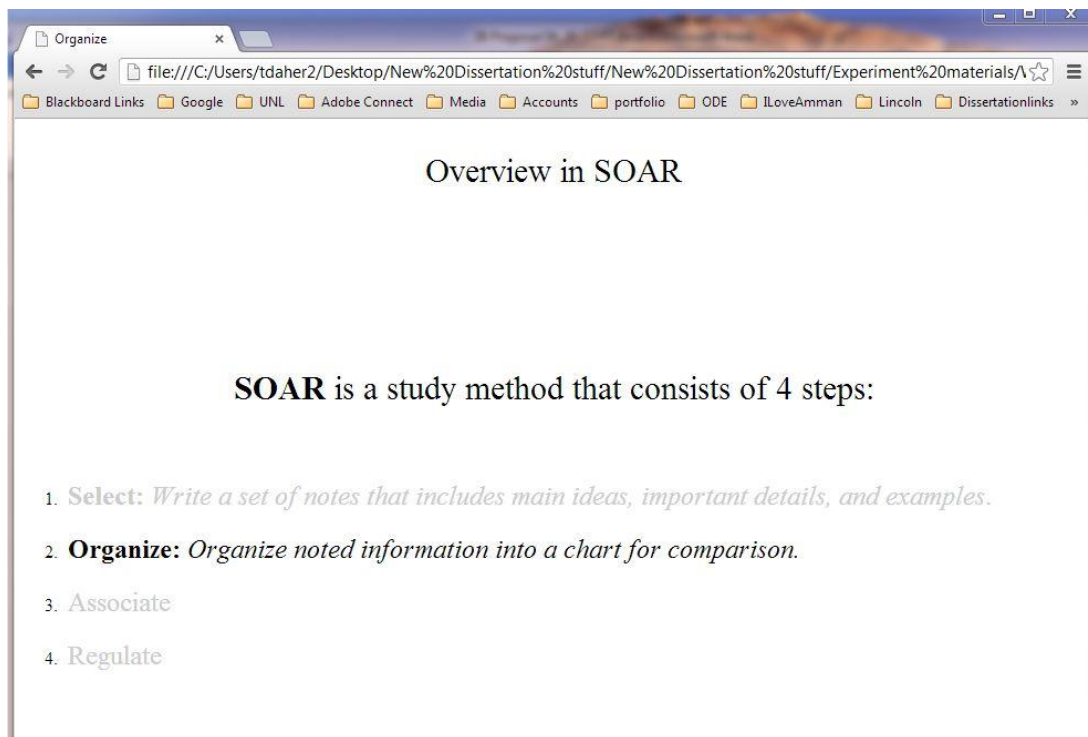 Organize
file:///C:/Users/tdaher2/Desktop/New%20Dissertation%20stuff/New%20Dissertation%20stuff/Experiment%20materials/
Blackboard Links Google UNL Adobe Connect Media Accounts portfolio ODE ILoveAmman Lincoln Dissertationlinks »
Overview in SOAR
SOAR is a study method that consists of 4 steps:
1. Select: Write a set of notes that includes main ideas, important details, and examples.
2. Organize: Organize noted information into a chart for comparison.
3. Associate
4. Regulate